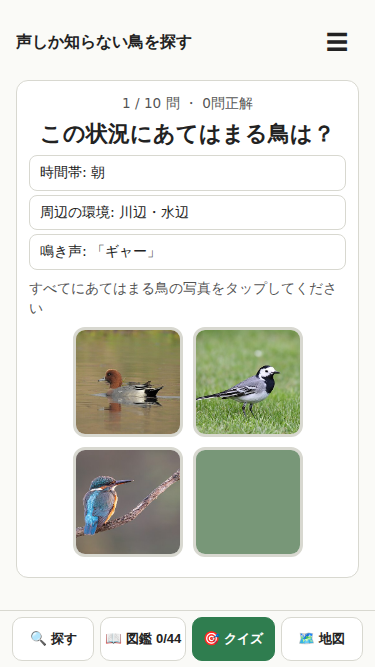 声しか知らない鳥を探す
☰
1 / 10 問 ・ 0問正解
この状況にあてはまる鳥は？
時間帯: 朝
周辺の環境: 川辺・水辺
鳴き声: 「ギャー」
すべてにあてはまる鳥の写真をタップしてくださ
い
🔍 探す 📖 図鑑 0/44 🎯 クイズ 🗺️ 地図